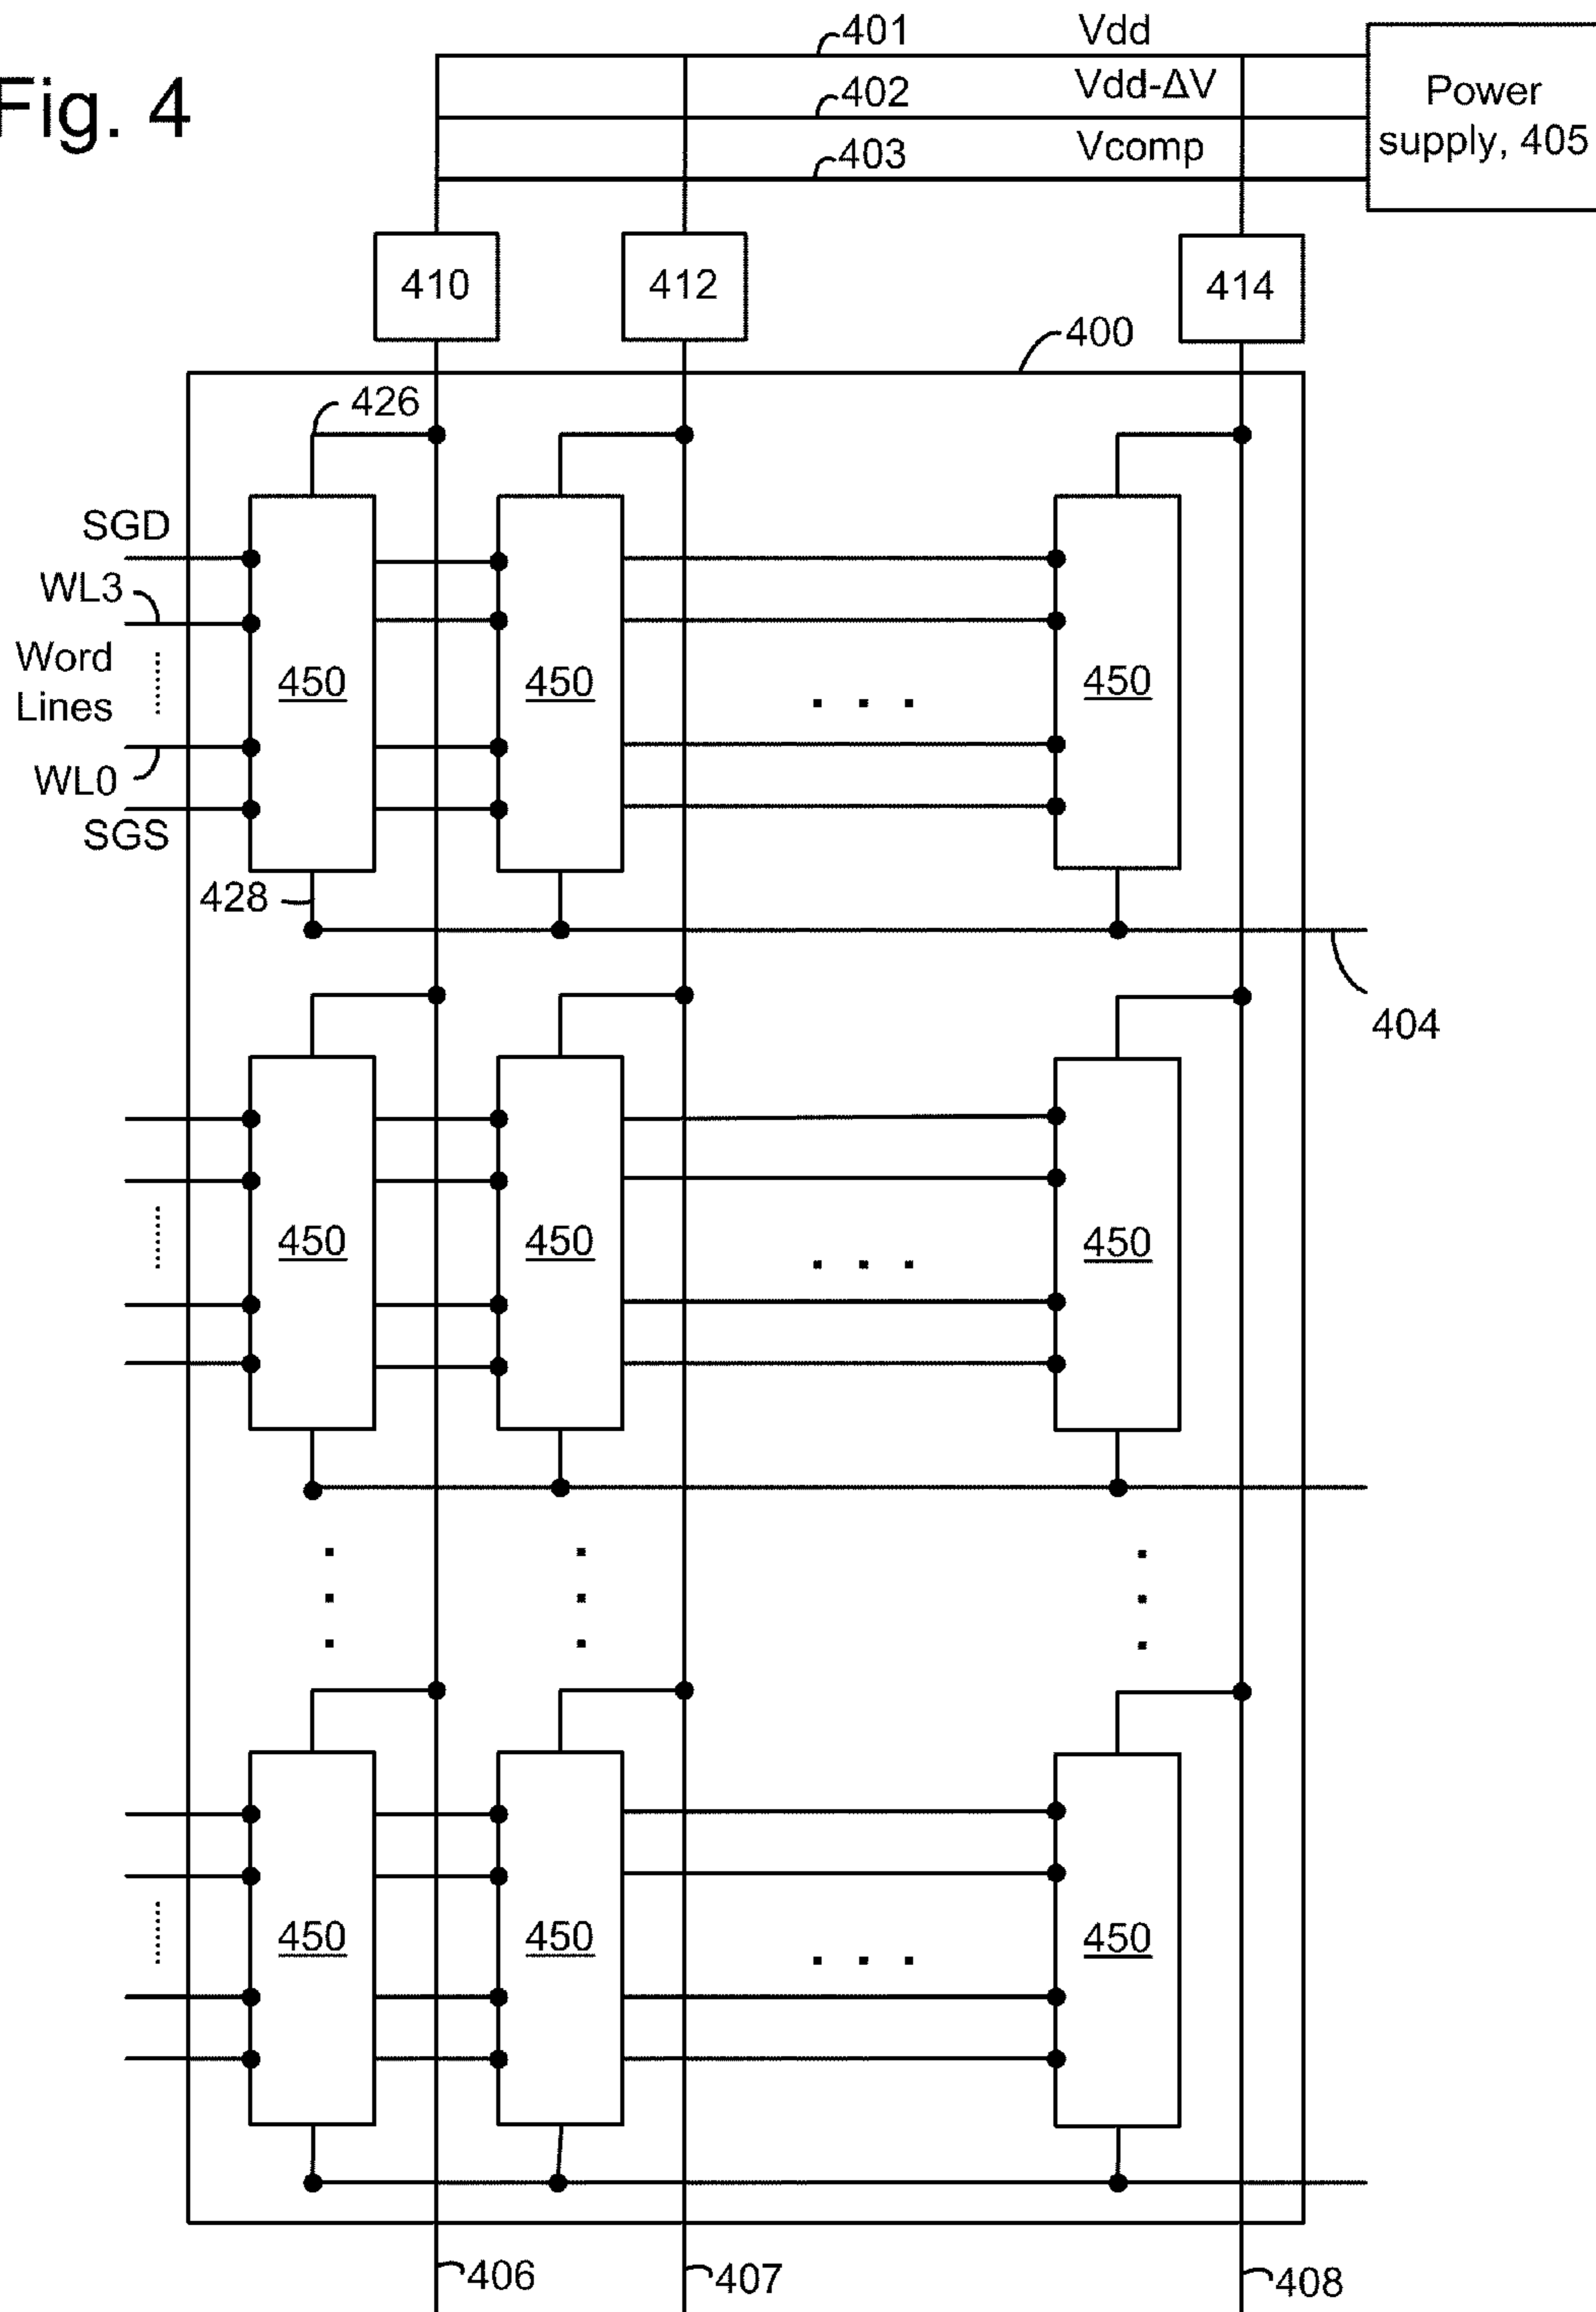 Fig. 4
401
Vdd
402
Vdd-ΔV
403
Vcomp
Power
supply, 405
410
412
414
400
426
SGD
WL3
Word
Lines
WL0
SGS
450
450
. . .
450
428
404
450
450
. . .
450
450
450
. . .
450
406
407
408